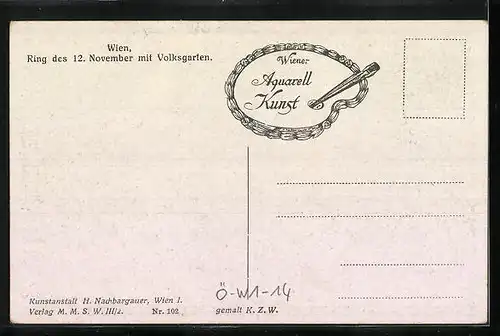 Wien,
Ring des 12. November mit Volksgarten.
Wiener
Aquarell
Kunst
Kunstanstalt H. Nachbargauer, Wien I.
Verlag M. M. S. W. III/2. Nr. 102
gemalt K. Z. W.
Ö-W1-14